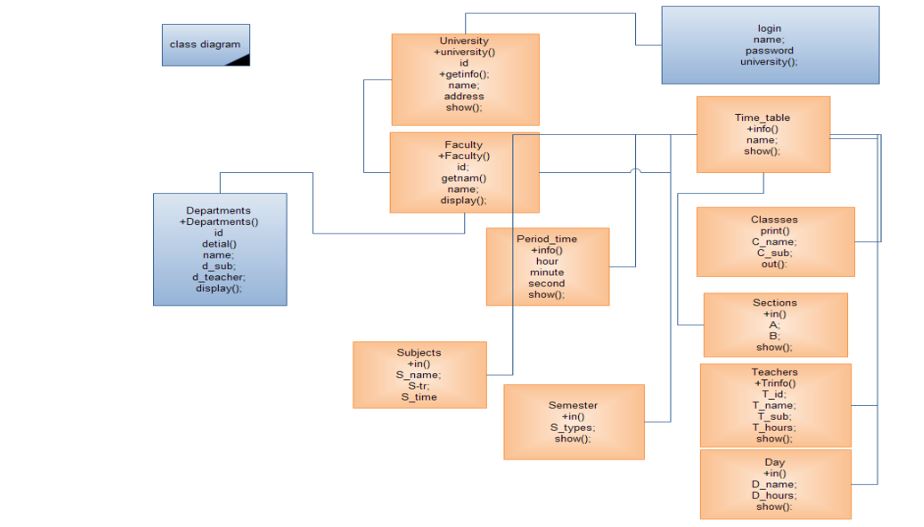 class diagram
University
+university()
id
+getinfo();
name;
address
show();
login
name;
password
university();
Time_table
+info()
name;
show();
Faculty
+Faculty()
id;
getnam()
name;
display();
Departments
+Departments()
id
detial()
name;
d_sub;
d_teacher;
display();
Period_time
+info()
hour
minute
second
show();
Classses
print()
C_name;
C_sub;
out():
Sections
+in()
A;
B;
show();
Subjects
+in()
S_name;
S-tr;
S_time
Semester
+in()
S_types;
show();
Teachers
+Trinfo()
T_id;
T_name;
T_sub;
T_hours;
show();
Day
+in()
D_name;
D_hours;
show():